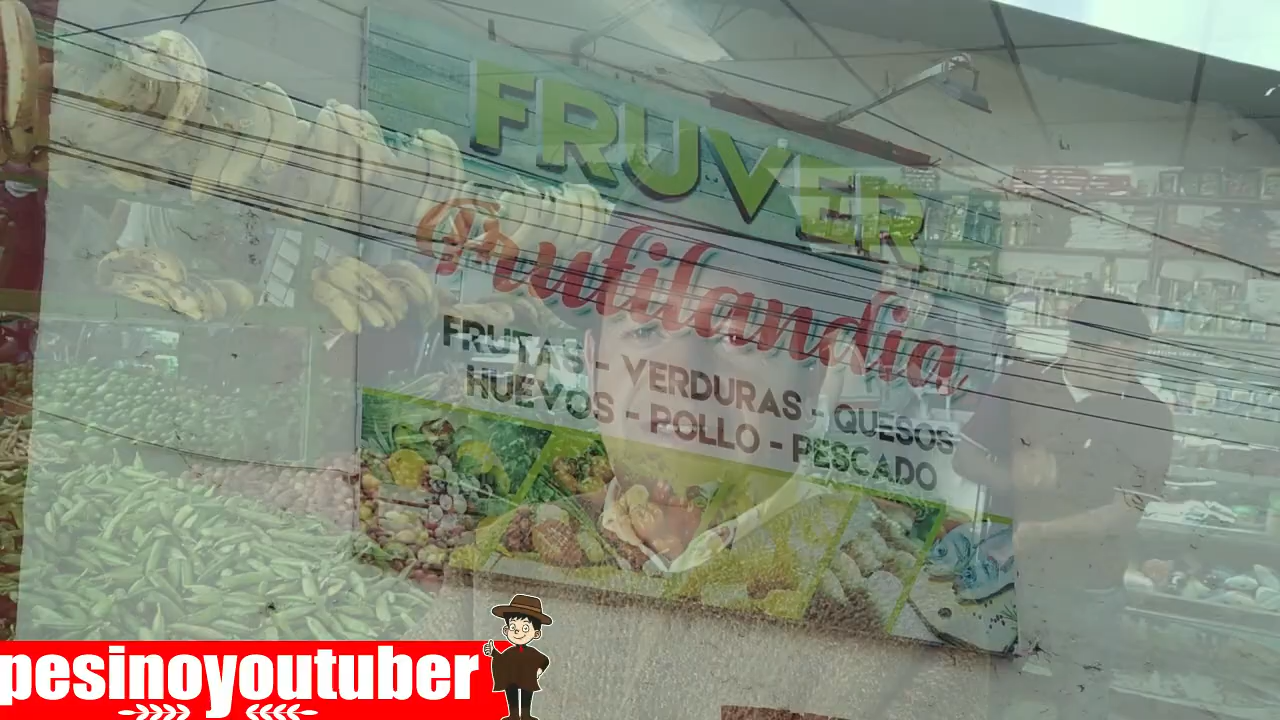 FRUVER
Frutilandia
FRUTAS - VERDURAS - QUESOS
HUEVOS - POLLO - PESCADO
pesinoyoutuber